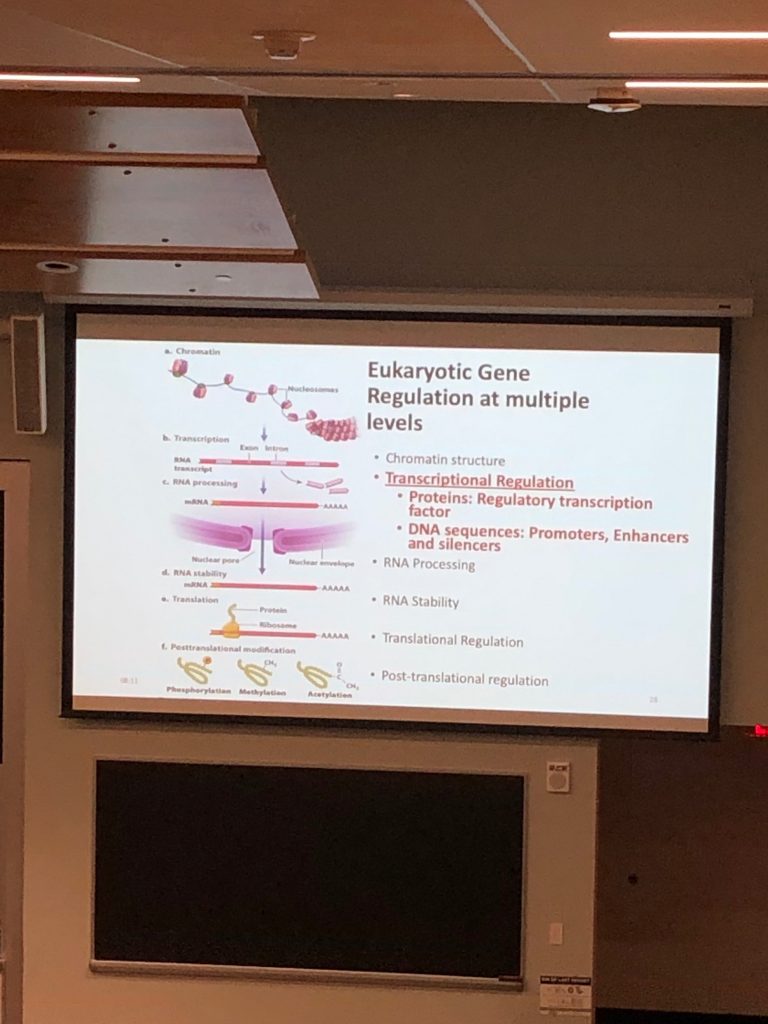 a. Chromatin
Nucleosomes
b. Transcription
Exon Intron
RNA
transcript
c. RNA processing
mRNA
AAAAA
Nuclear pore
Nuclear envelope
d. RNA stability
mRNA
AAAAA
e. Translation
Protein
Ribosome
AAAAA
f. Posttranslational modification
P
CH₃
O
C
CH₃
Phosphorylation
Methylation
Acetylation
08:11
Eukaryotic Gene
Regulation at multiple
levels
• Chromatin structure
• Transcriptional Regulation
• Proteins: Regulatory transcription
factor
• DNA sequences: Promoters, Enhancers
and silencers
• RNA Processing
• RNA Stability
• Translational Regulation
• Post-translational regulation
28